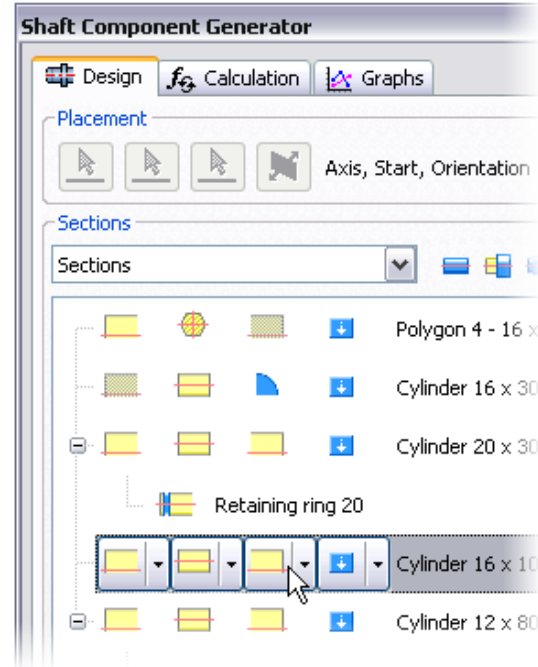 Shaft Component Generator
Design Calculation Graphs
Placement
Axis, Start, Orientation
Sections
Sections
Polygon 4 - 16 x
Cylinder 16 x 30
Cylinder 20 x 30
Retaining ring 20
Cylinder 16 x 10
Cylinder 12 x 80